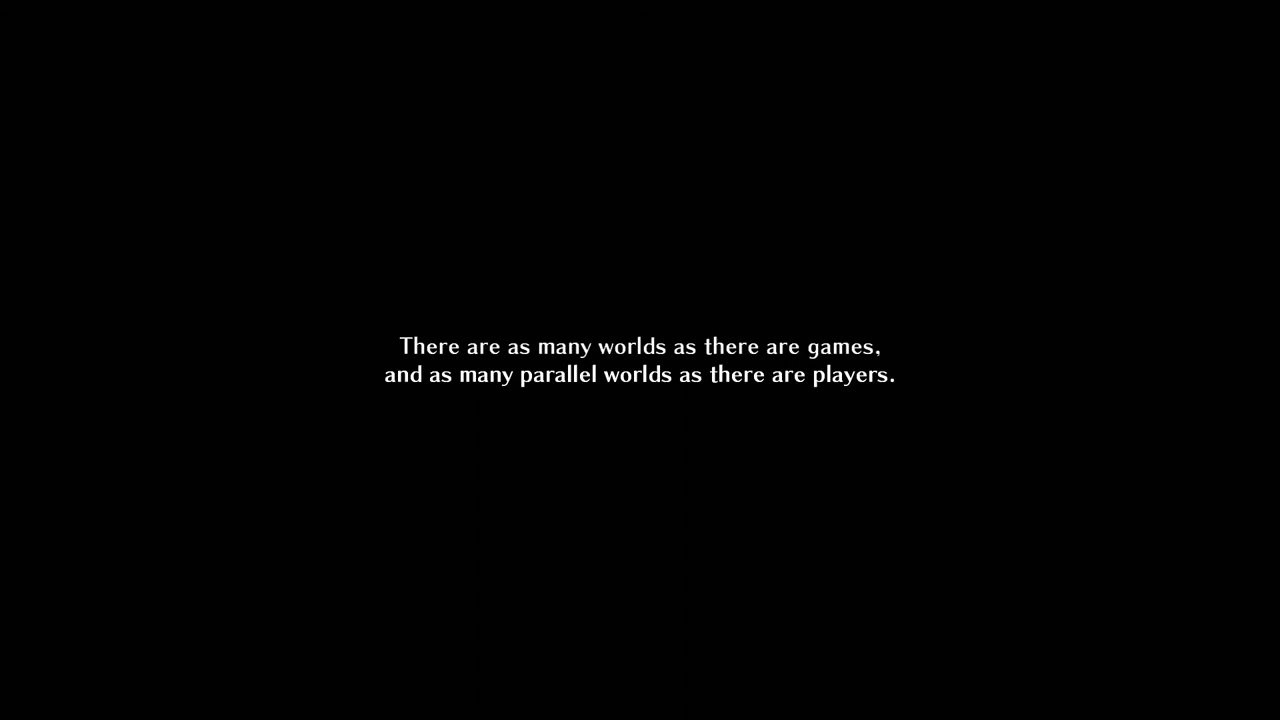 There are as many worlds as there are games,
and as many parallel worlds as there are players.